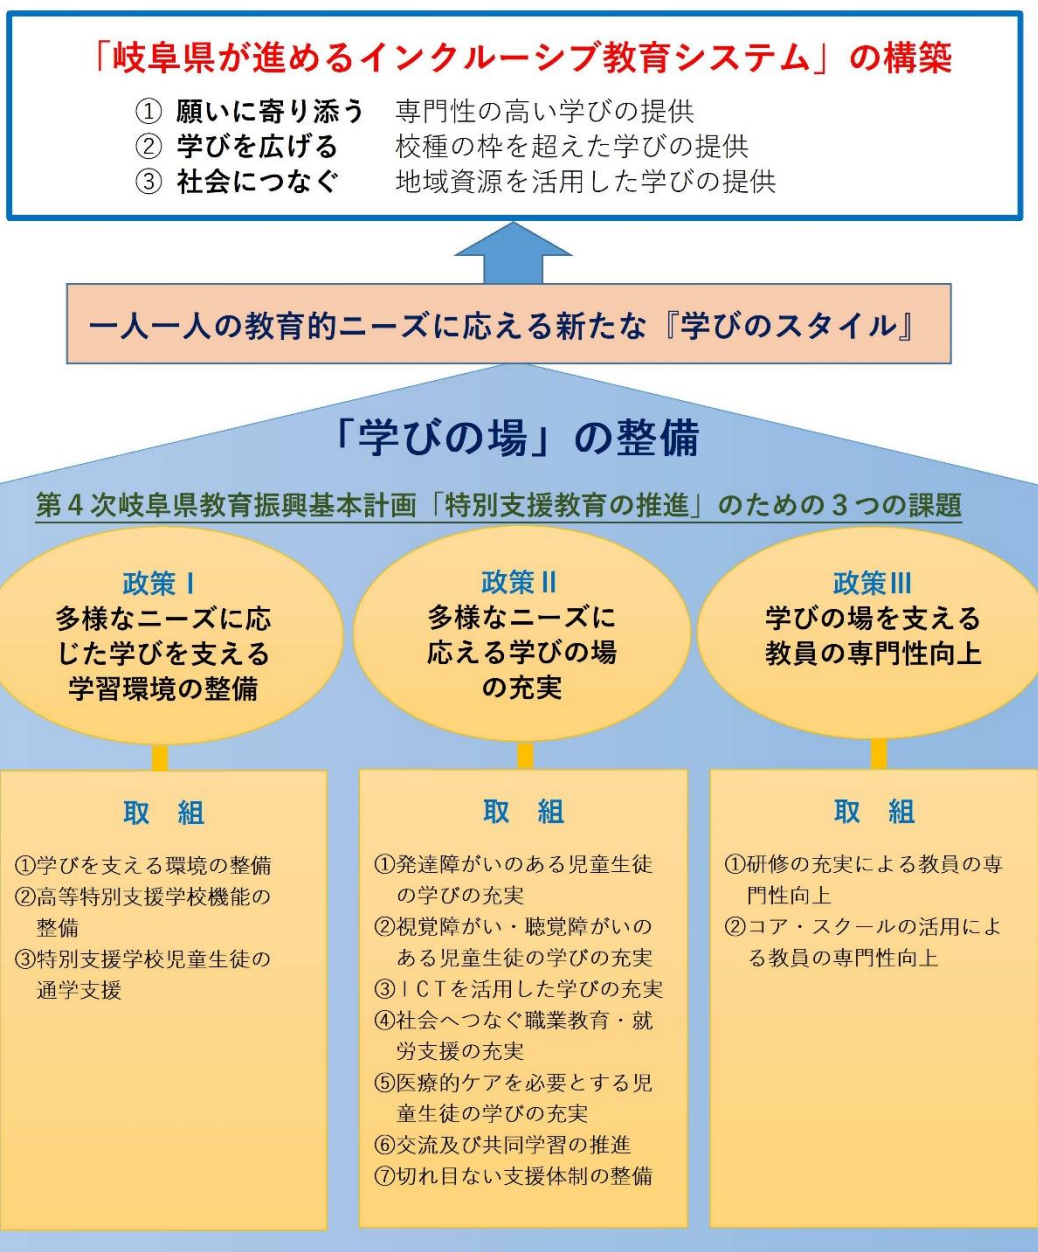 「岐阜県が進めるインクルーシブ教育システム」の構築
① 願いに寄り添う 専門性の高い学びの提供
② 学びを広げる 校種の枠を超えた学びの提供
③ 社会につなぐ 地域資源を活用した学びの提供
一人一人の教育的ニーズに応える新たな『学びのスタイル』
「学びの場」の整備
第４次岐阜県教育振興基本計画「特別支援教育の推進」のための３つの課題
政策Ⅰ
多様なニーズに応
じた学びを支える
学習環境の整備
政策Ⅱ
多様なニーズに
応える学びの場
の充実
政策Ⅲ
学びの場を支える
教員の専門性向上
取　組
①学びを支える環境の整備
②高等特別支援学校機能の
整備
③特別支援学校児童生徒の
通学支援
取　組
①発達障がいのある児童生徒
の学びの充実
②視覚障がい・聴覚障がいの
ある児童生徒の学びの充実
③ＩＣＴを活用した学びの充実
④社会へつなぐ職業教育・就
労支援の充実
⑤医療的ケアを必要とする児
童生徒の学びの充実
⑥交流及び共同学習の推進
⑦切れ目ない支援体制の整備
取　組
①研修の充実による教員の専
門性向上
②コア・スクールの活用によ
る教員の専門性向上